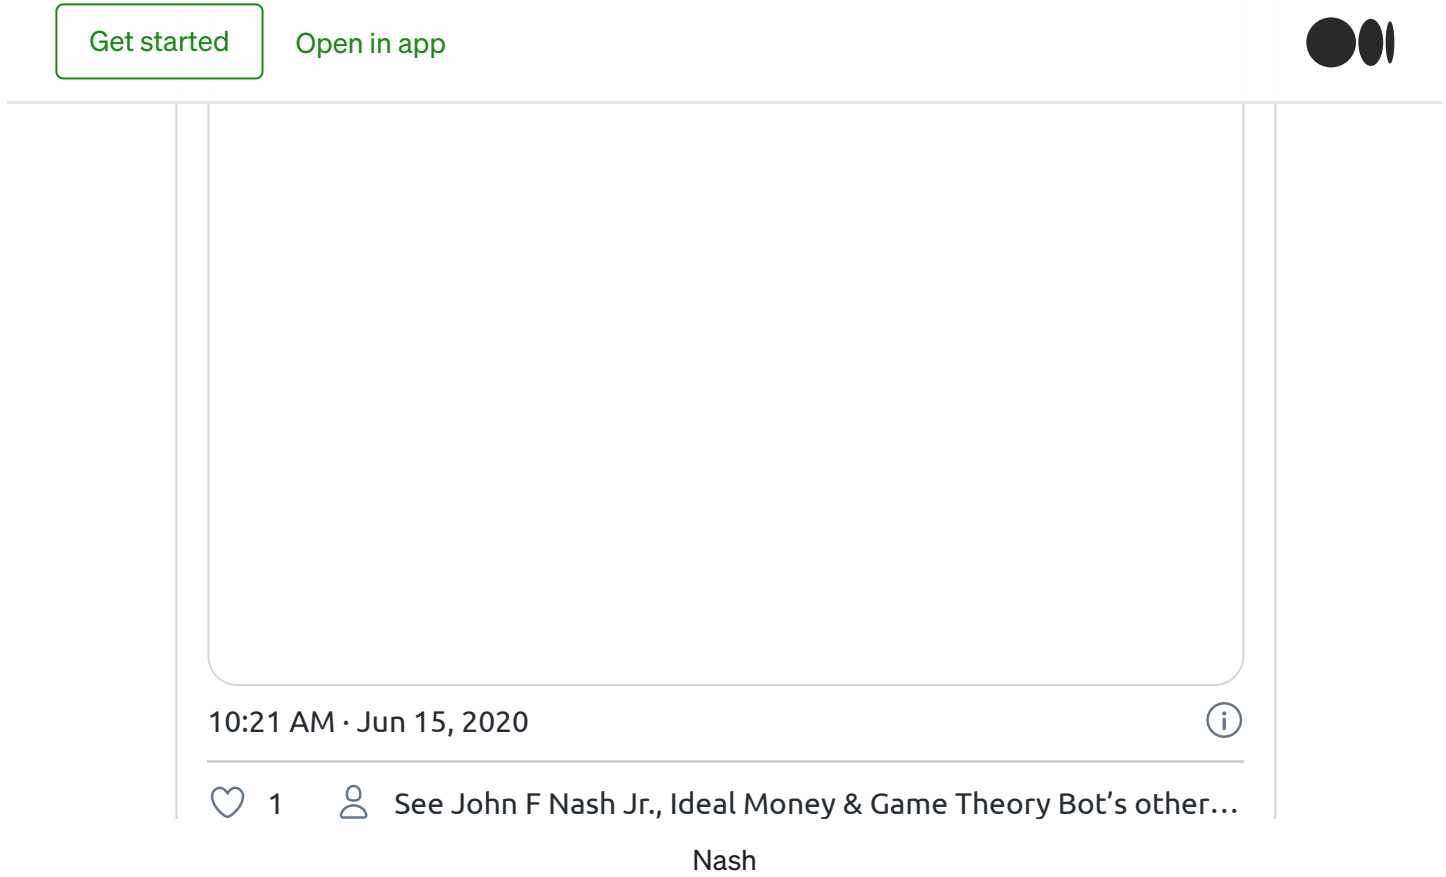 Get started
Open in app
10:21 AM · Jun 15, 2020
1
See John F Nash Jr., Ideal Money & Game Theory Bot’s other…
Nash